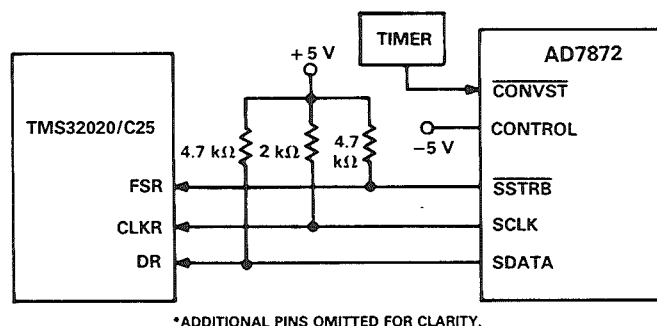 TIMER
+5 V
AD7872
CONVST
TMS32020/C25
4.7 kΩ
2 kΩ
4.7
kΩ
CONTROL
−5 V
FSR
SSTRB
CLKR
SCLK
DR
SDATA
*ADDITIONAL PINS OMITTED FOR CLARITY.